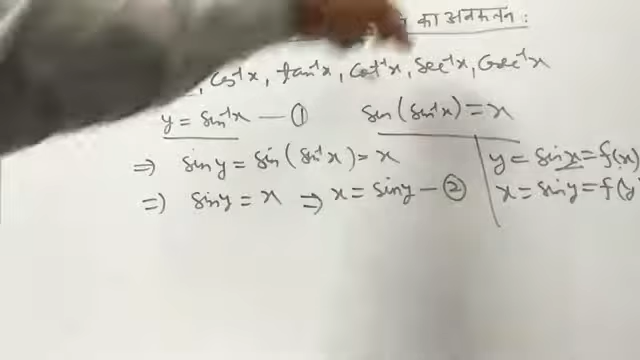 का अवकलन :
, cos⁻¹x, tan⁻¹x, cot⁻¹x, sec⁻¹x, cosec⁻¹x
y = sin⁻¹x — ① sin(sin⁻¹x) = x
⇒ sin y = sin(sin⁻¹x) = x
⇒ sin y = x ⇒ x = sin y — ②
y = sin x = f(x)
x = sin y = f(y